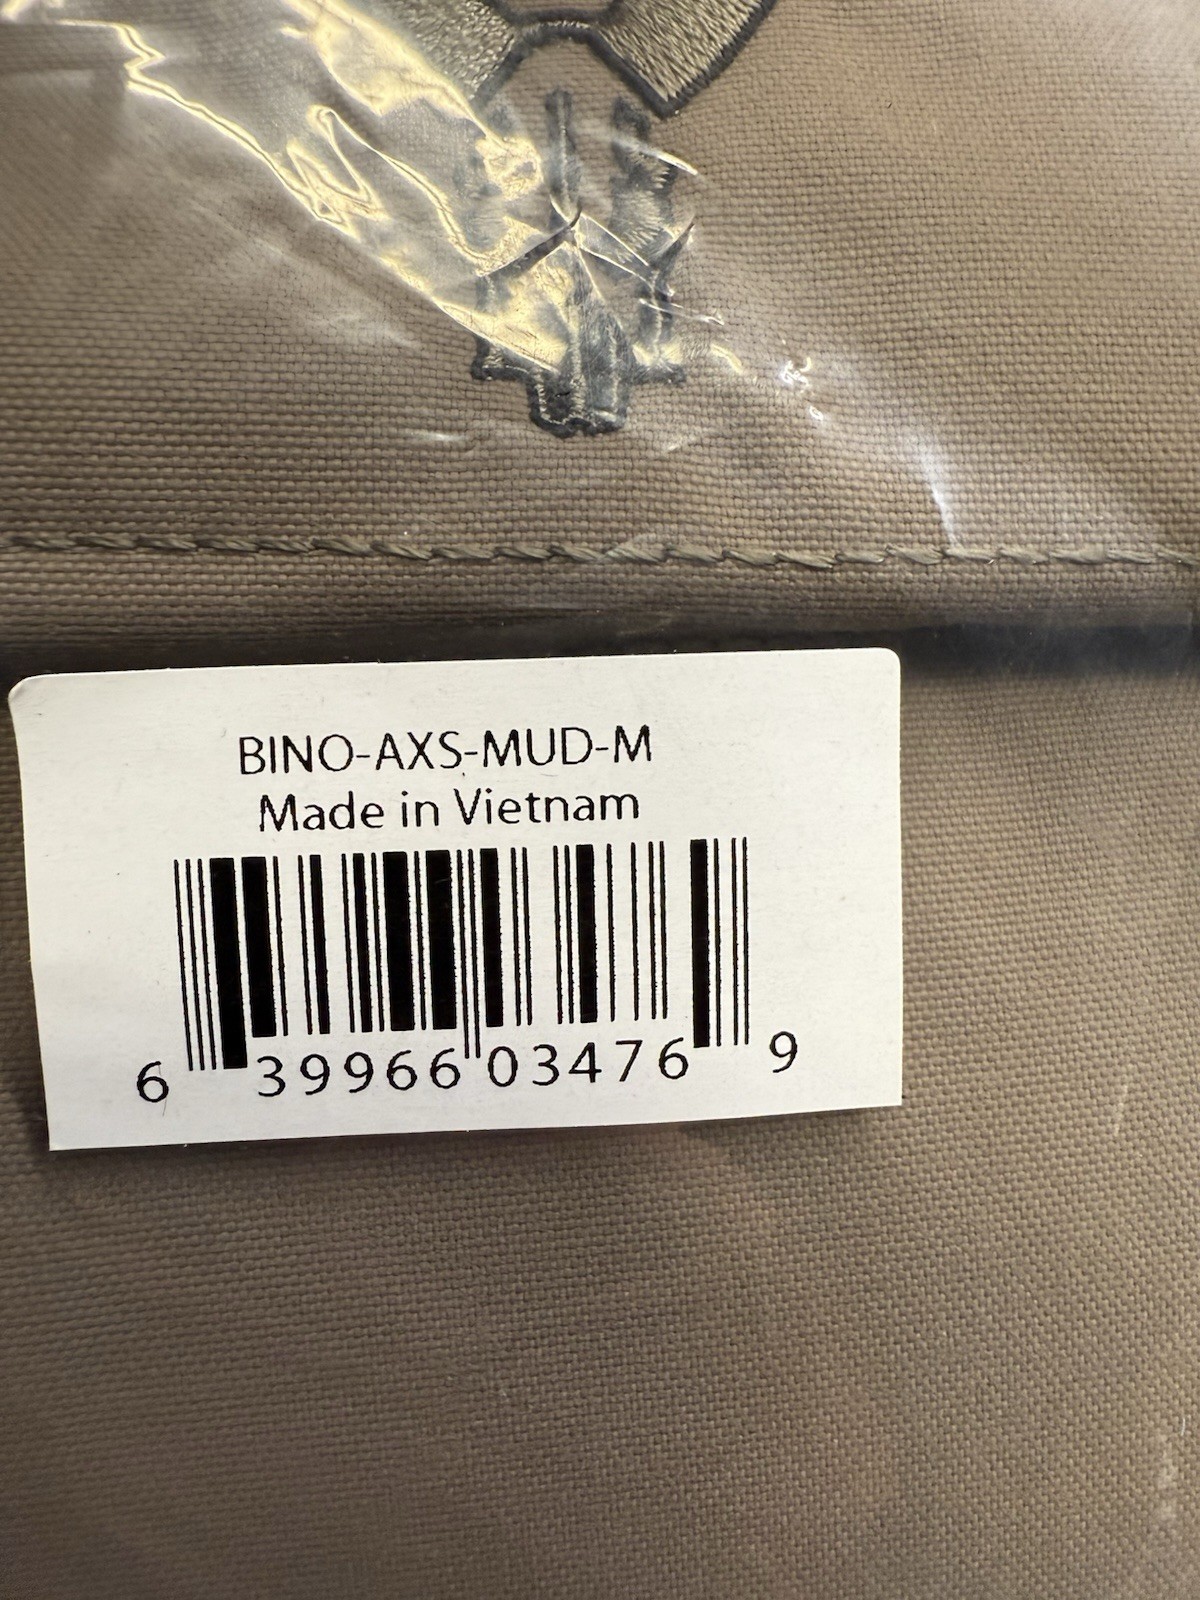 BINO-AXS-MUD-M
Made in Vietnam
6 39966 03476 9